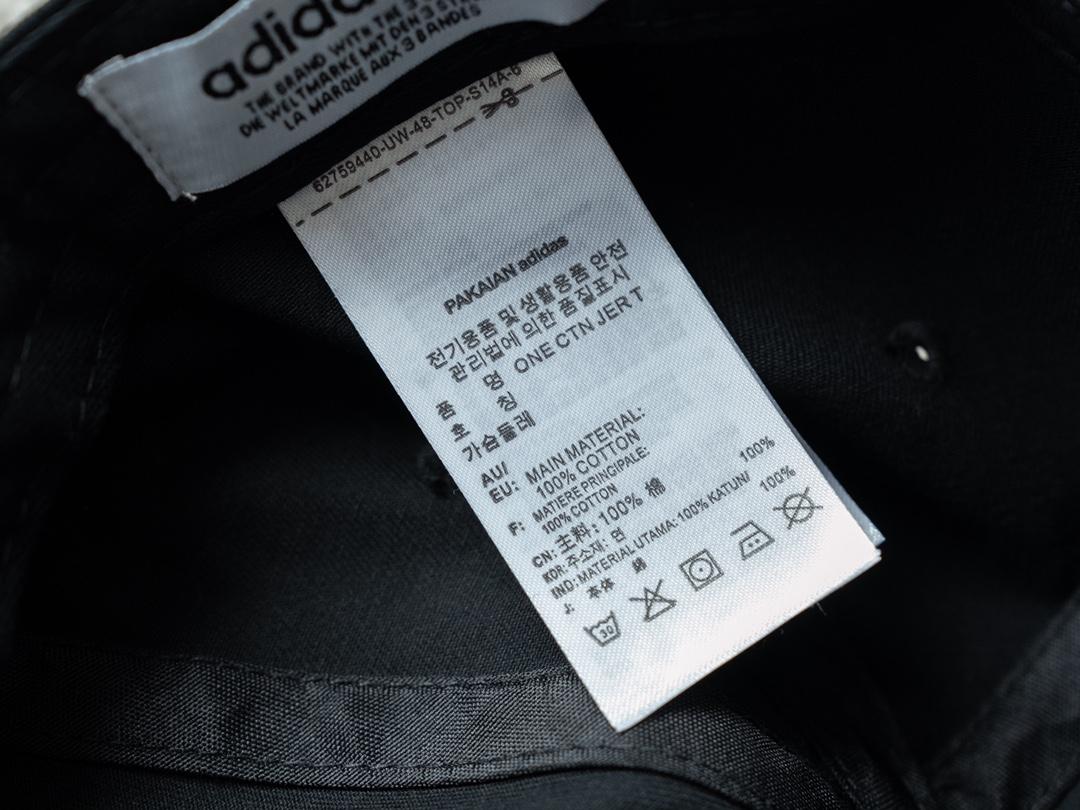 adidas
THE BRAND WITH THE 3
DIE WELTMARKE MIT DEN 3
LA MARQUE AUX 3 BANDES
62759440-UW-48-TOP-S14A-6
PAKAIAN adidas
전기용품 및 생활용품 안전
관리법에 의한 품질표시
품 명 ONE CTN JER T
호 칭
가슴둘레
AU/
EU: MAIN MATERIAL:
100% COTTON
F: MATIERE PRINCIPALE:
100% COTTON
CN: 主料: 100% 棉
KOR: 주소재: 면 100%
IND: MATERIAL UTAMA: 100% KATUN/
J: 本体 綿 100%
30